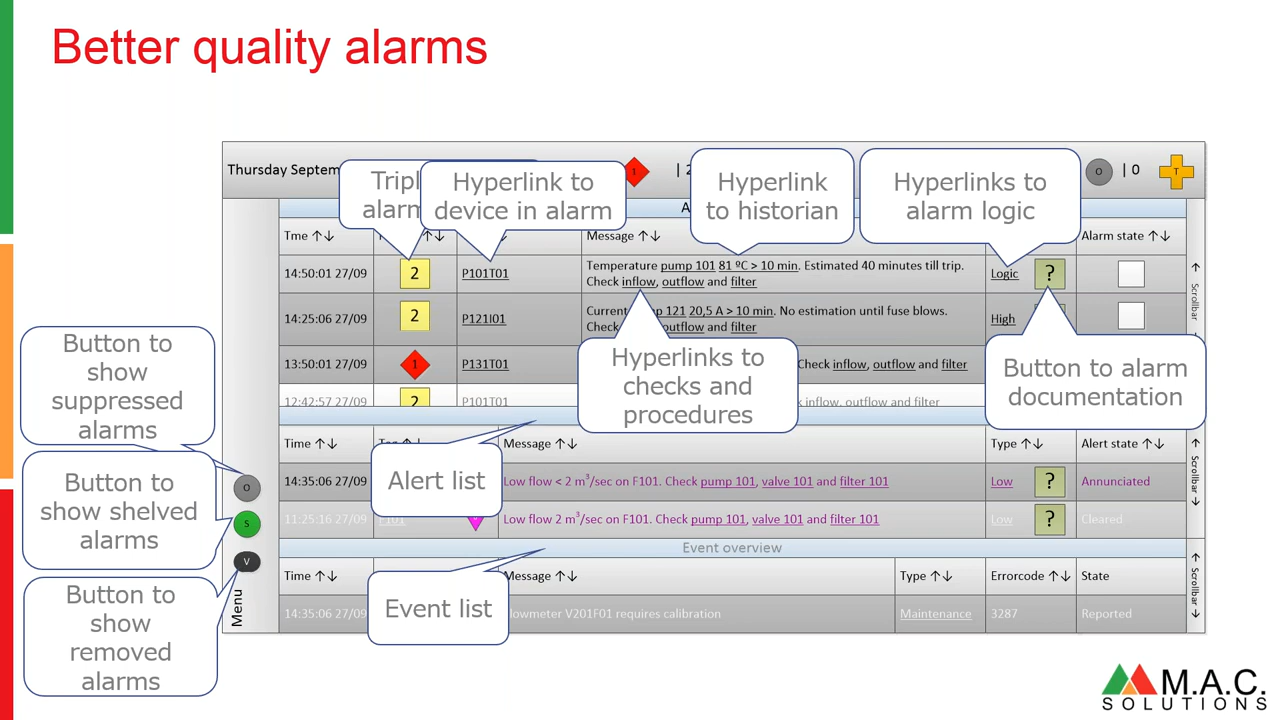 Better quality alarms
Thursday
1
O
| 0
T
Hyperlink to
device in alarm
Hyperlink
to historian
Hyperlinks to
alarm logic
Tme ↑↓
Message ↑↓
Alarm state ↑↓
14:50:01 27/09
2
P101T01
Temperature pump 101 81 ºC > 10 min. Estimated 40 minutes till trip.
Check inflow, outflow and filter
Logic
?
14:25:06 27/09
2
P121I01
121 20,5 A > 10 min. No estimation until fuse blows.
outflow and filter
High
13:50:01 27/09
1
P131T01
Check inflow, outflow and filter
12:42:57 27/09
2
P101T01
inflow, outflow and filter
Scrollbar
Hyperlinks to
checks and
procedures
Button to alarm
documentation
Button to
show
suppressed
alarms
Time ↑↓
Message ↑↓
Type ↑↓
Alert state ↑↓
Alert list
14:35:06 27/09
Low flow < 2 m³/sec on F101. Check pump 101, valve 101 and filter 101
Low
?
Annunciated
11:25:16 27/09
F101
Low flow 2 m³/sec on F101. Check pump 101, valve 101 and filter 101
Low
?
Cleared
Scrollbar
O
S
V
Button to
show shelved
alarms
Event overview
Time ↑↓
Message ↑↓
Type ↑↓
Errorcode ↑↓
State
Event list
14:35:06 27/09
lowmeter V201F01 requires calibration
Maintenance
3287
Reported
Scrollbar
Menu
Button to
show
removed
alarms
M.A.C.
SOLUTIONS